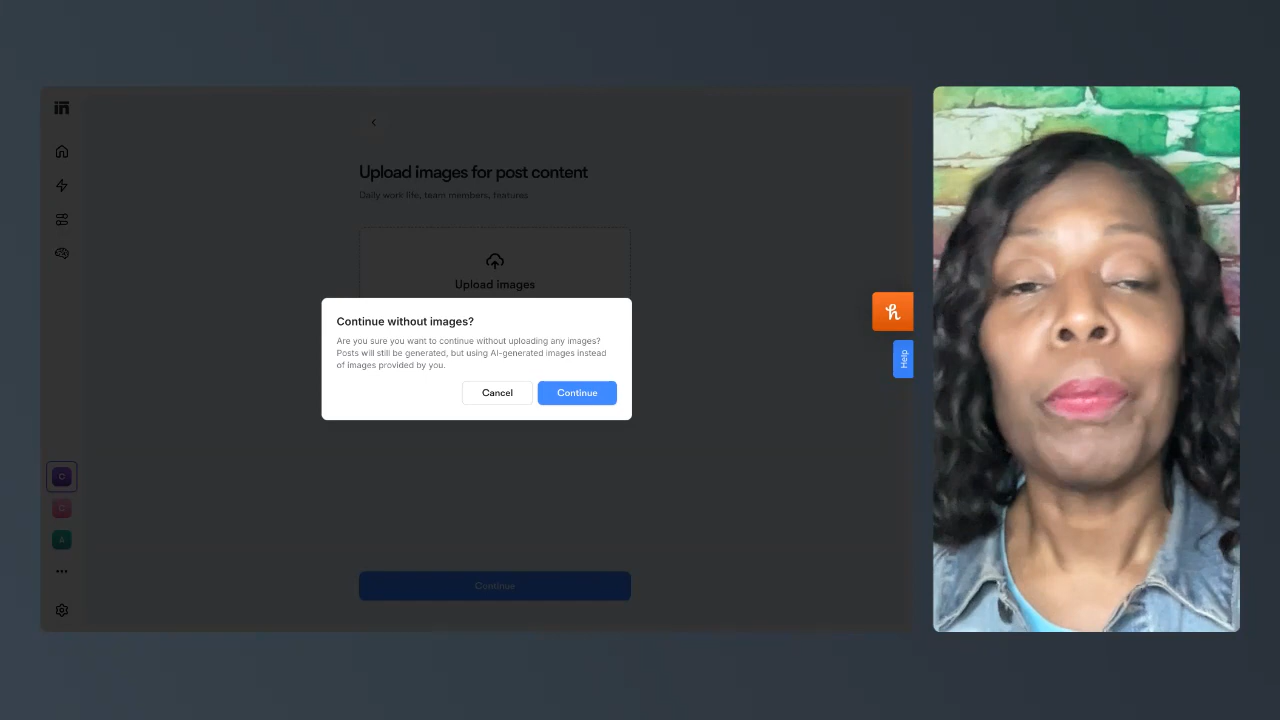 Upload images for post content
Daily work life, team members, features
Upload images
Continue without images?
Are you sure you want to continue without uploading any images?
Posts will still be generated, but using AI-generated images instead
of images provided by you.
Cancel
Continue
Help
C
C
A
Continue